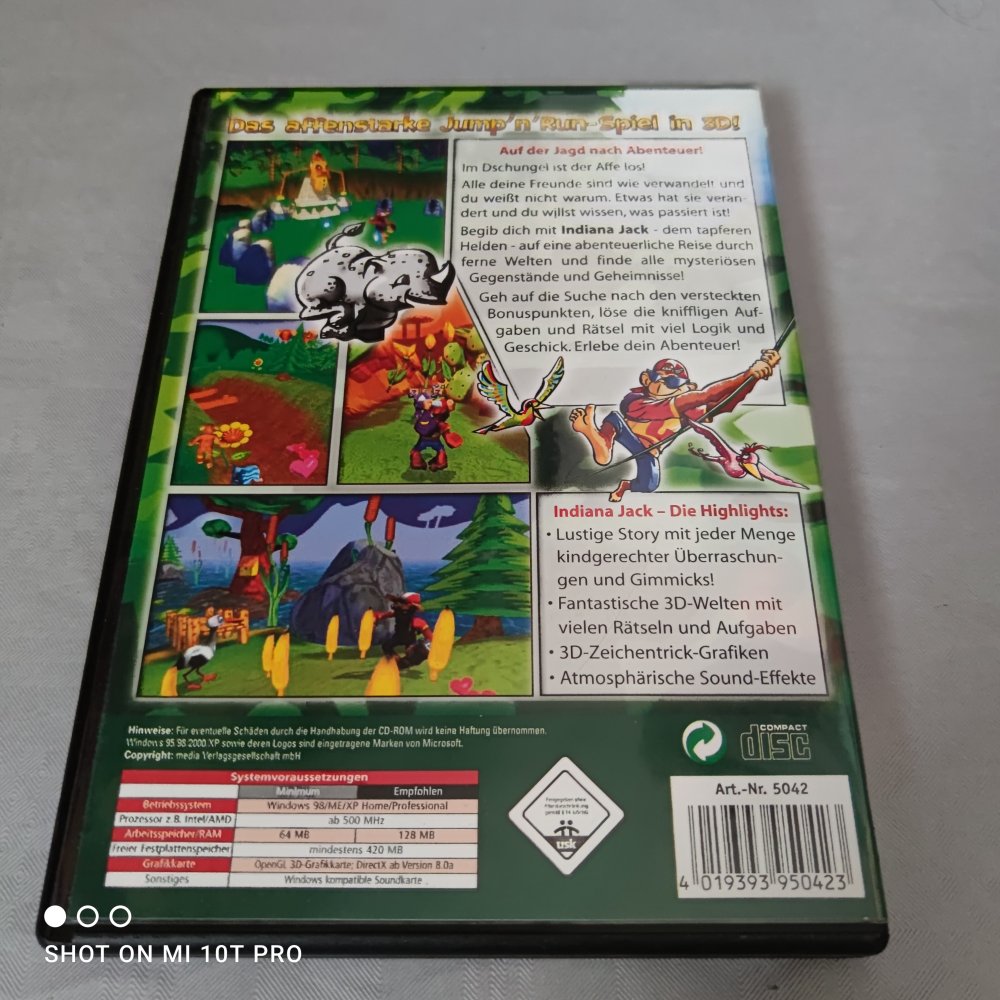 Das affenstarke Jump'n'Run-Spiel in 3D!
Auf der Jagd nach Abenteuer!
Im Dschungel ist der Affe los!
Alle deine Freunde sind wie verwandelt und
du weißt nicht warum. Etwas hat sie verän-
dert und du willst wissen, was passiert ist!
Begib dich mit Indiana Jack - dem tapferen
Helden - auf eine abenteuerliche Reise durch
ferne Welten und finde alle mysteriösen
Gegenstände und Geheimnisse!
Geh auf die Suche nach den versteckten
Bonuspunkten, löse die kniffligen Auf-
gaben und Rätsel mit viel Logik und
Geschick. Erlebe dein Abenteuer!
Indiana Jack – Die Highlights:
• Lustige Story mit jeder Menge
kindgerechter Überraschun-
gen und Gimmicks!
• Fantastische 3D-Welten mit
vielen Rätseln und Aufgaben
• 3D-Zeichentrick-Grafiken
• Atmosphärische Sound-Effekte
Hinweise: Für eventuelle Schäden durch die Handhabung der CD-ROM wird keine Haftung übernommen.
Windows 95.98.2000.XP sowie deren Logos sind eingetragene Marken von Microsoft.
Copyright: media Verlagsgesellschaft mbH
COMPACT
disc
Systemvoraussetzungen
Minimum Empfohlen
Betriebssystem Windows 98/ME/XP Home/Professional
Prozessor z.B. Intel/AMD ab 500 MHz
Arbeitsspeicher/RAM 64 MB 128 MB
Freier Festplattenspeicher mindestens 420 MB
Grafikkarte OpenGL 3D-Grafikkarte; DirectX ab Version 8.0a
Sonstiges Windows kompatible Soundkarte
Freigegeben ohne
Altersbeschränkung
gemäß § 14 JuSchG
usk
Art.-Nr. 5042
4 019393 950423
SHOT ON MI 10T PRO